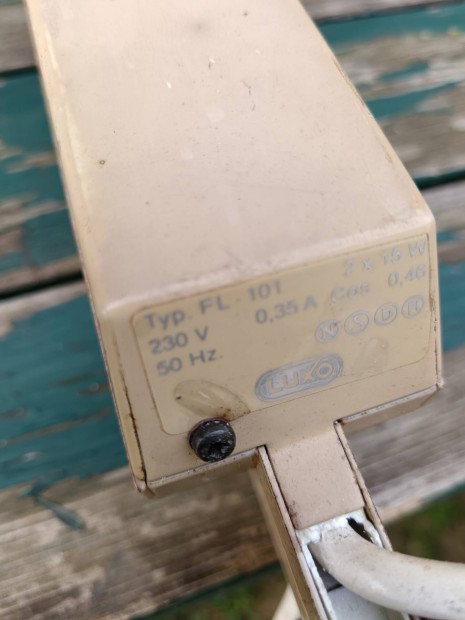 Typ. FL - 101 2 x 15 W
230 V 0,35 A Cos 0,46
50 Hz.
N S D R
LUXO